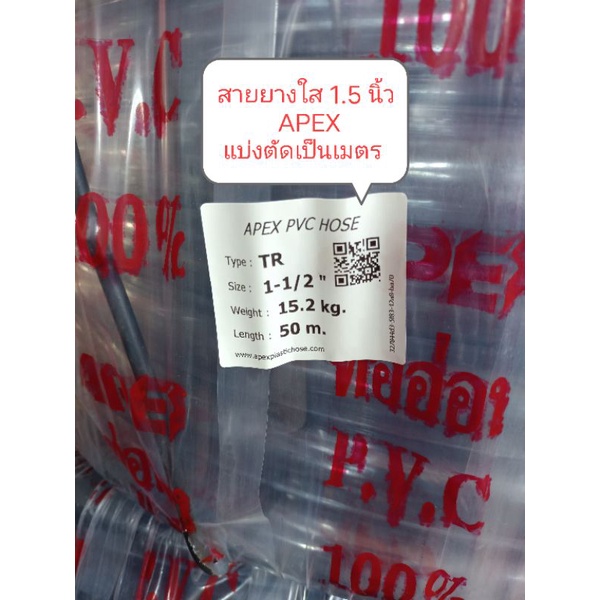 100
P.V.C
สายยางใส 1.5 นิ้ว
APEX
แบ่งตัดเป็นเมตร
100%
APEX PVC HOSE
Type : TR
Size : 1-1/2 "
Weight : 15.2 kg.
Length : 50 m.
www.apexplastichose.com
ท่ออ่อน
P.V.C
100%